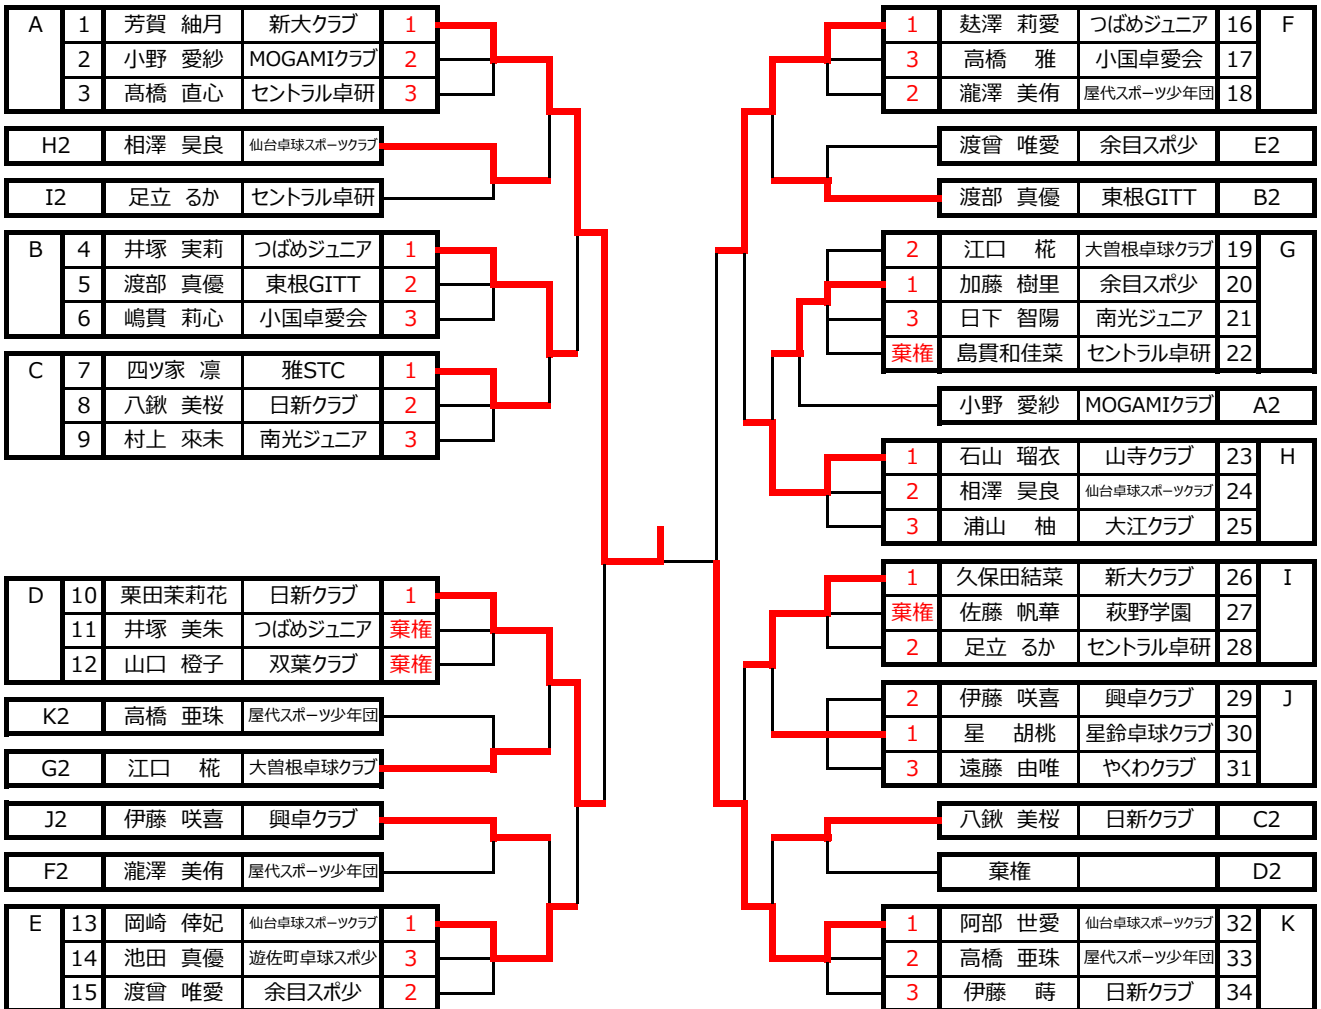 A 1 芳賀 紬月 新大クラブ 1
2 小野 愛紗 MOGAMIクラブ 2
3 髙橋 直心 セントラル卓研 3
H2 相澤 昊良 仙台卓球スポーツクラブ
I2 足立 るか セントラル卓研
B 4 井塚 実莉 つばめジュニア 1
5 渡部 真優 東根GITT 2
6 嶋貫 莉心 小国卓愛会 3
C 7 四ツ家 凛 雅STC 1
8 八鍬 美桜 日新クラブ 2
9 村上 來未 南光ジュニア 3
D 10 栗田茉莉花 日新クラブ 1
11 井塚 美朱 つばめジュニア 棄権
12 山口 橙子 双葉クラブ 棄権
K2 高橋 亜珠 屋代スポーツ少年団
G2 江口 椛 大曽根卓球クラブ
J2 伊藤 咲喜 興卓クラブ
F2 瀧澤 美侑 屋代スポーツ少年団
E 13 岡崎 倖妃 仙台卓球スポーツクラブ 1
14 池田 真優 遊佐町卓球スポ少 3
15 渡曾 唯愛 余目スポ少 2
1 麸澤 莉愛 つばめジュニア 16 F
3 高橋 雅 小国卓愛会 17
2 瀧澤 美侑 屋代スポーツ少年団 18
渡曾 唯愛 余目スポ少 E2
渡部 真優 東根GITT B2
2 江口 椛 大曽根卓球クラブ 19 G
1 加藤 樹里 余目スポ少 20
3 日下 智陽 南光ジュニア 21
棄権 島貫和佳菜 セントラル卓研 22
小野 愛紗 MOGAMIクラブ A2
1 石山 瑠衣 山寺クラブ 23 H
2 相澤 昊良 仙台卓球スポーツクラブ 24
3 浦山 柚 大江クラブ 25
1 久保田結菜 新大クラブ 26 I
棄権 佐藤 帆華 萩野学園 27
2 足立 るか セントラル卓研 28
2 伊藤 咲喜 興卓クラブ 29 J
1 星 胡桃 星鈴卓球クラブ 30
3 遠藤 由唯 やくわクラブ 31
八鍬 美桜 日新クラブ C2
棄権 D2
1 阿部 世愛 仙台卓球スポーツクラブ 32 K
2 高橋 亜珠 屋代スポーツ少年団 33
3 伊藤 蒔 日新クラブ 34